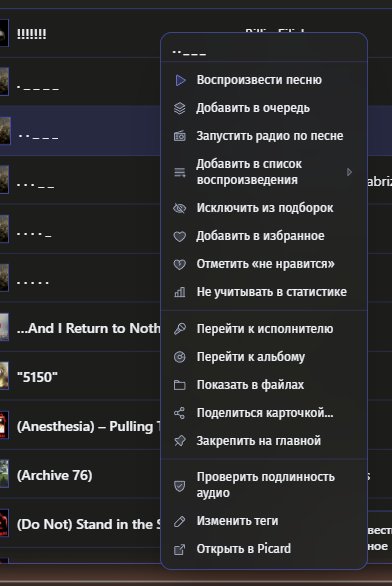 !!!!!!!
. _ _ _ _
. . _ _ _
. . . _ _
. . . . _
. . . . .
...And I Return to Noth
"5150"
(Anesthesia) – Pulling
(Archive 76)
(Do Not) Stand in the S
. . _ _ _
Воспроизвести песню
Добавить в очередь
Запустить радио по песне
Добавить в список
воспроизведения
Исключить из подборок
Добавить в избранное
Отметить «не нравится»
Не учитывать в статистике
Перейти к исполнителю
Перейти к альбому
Показать в файлах
Поделиться карточкой...
Закрепить на главной
Проверить подлинность
аудио
Изменить теги
Открыть в Picard